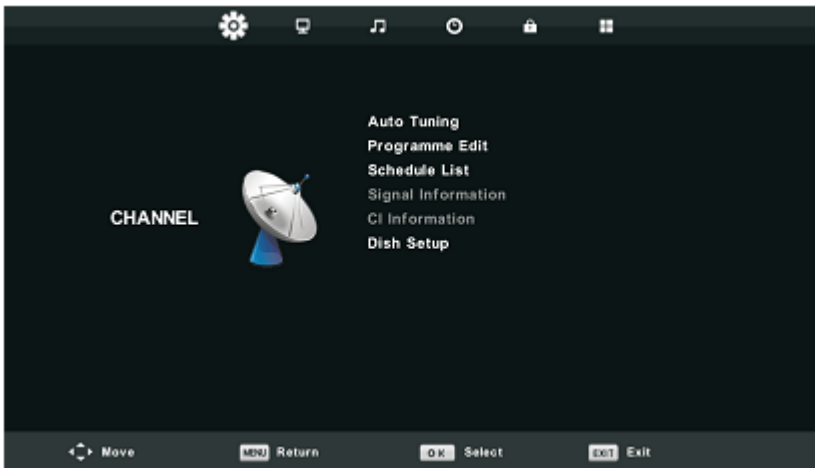 Auto Tuning
Programme Edit
Schedule List
Signal Information
CHANNEL
CI Information
Dish Setup
Move
MENU Return
OK Select
EXIT Exit